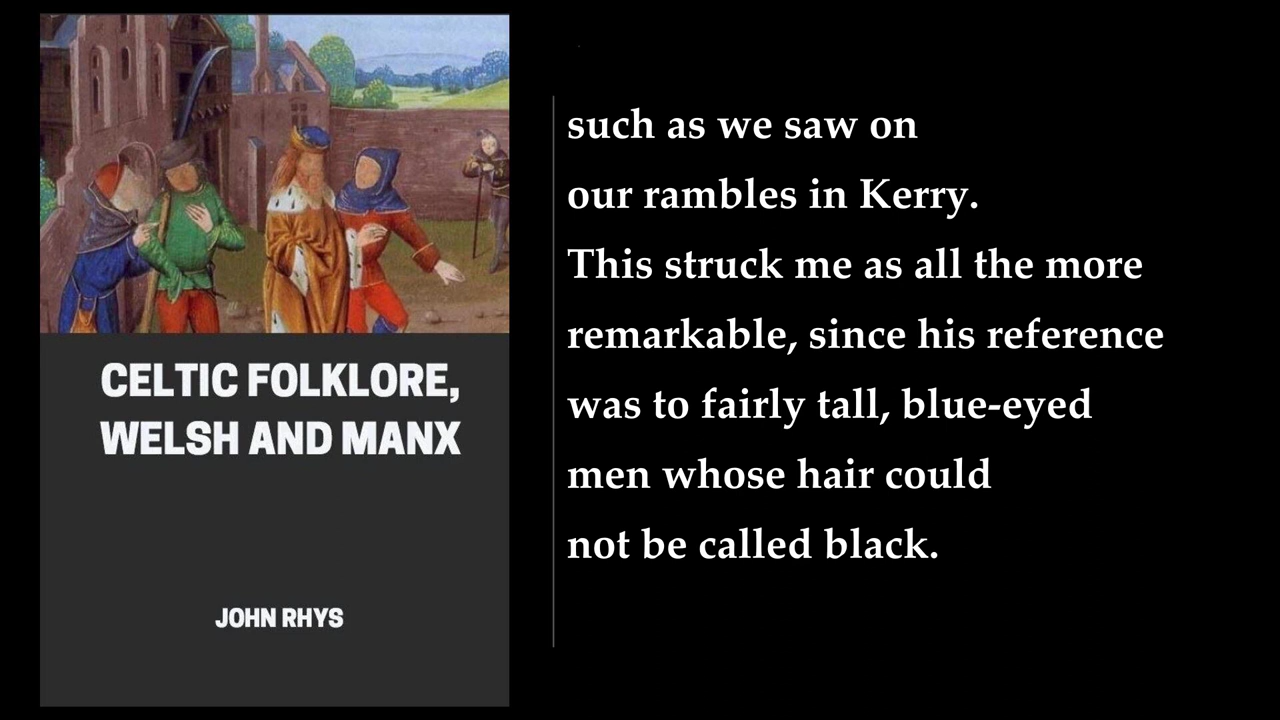 CELTIC FOLKLORE,
WELSH AND MANX
JOHN RHYS
such as we saw on
our rambles in Kerry.
This struck me as all the more
remarkable, since his reference
was to fairly tall, blue-eyed
men whose hair could
not be called black.